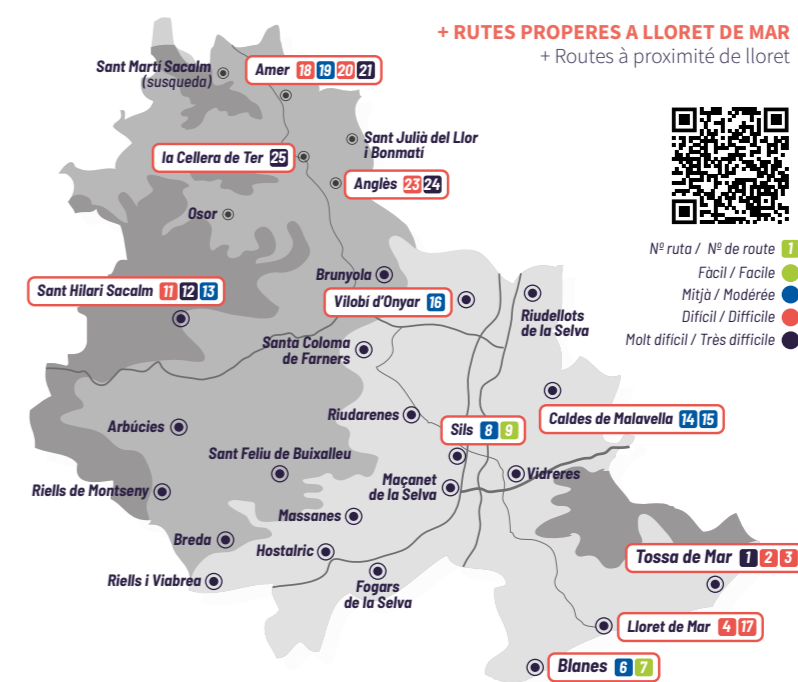 + RUTES PROPERES A LLORET DE MAR
+ Routes à proximité de lloret
Sant Martí Sacalm
(susqueda)
Amer 18 19 20 21
Sant Julià del Llor
i Bonmatí
la Cellera de Ter 25
Anglès 23 24
Osor
Nº ruta / Nº de route 1
Fàcil / Facile
Mitjà / Modérée
Difícil / Difficile
Molt difícil / Très difficile
Brunyola
Sant Hilari Sacalm 11 12 13
Vilobí d'Onyar 16
Riudellots
de la Selva
Santa Coloma
de Farners
Arbúcies
Riudarenes
Sils 8 9
Caldes de Malavella 14 15
Sant Feliu de Buixalleu
Riells de Montseny
Maçanet
de la Selva
Vidreres
Massanes
Breda
Hostalric
Tossa de Mar 1 2 3
Riells i Viabrea
Fogars
de la Selva
Lloret de Mar 4 17
Blanes 6 7